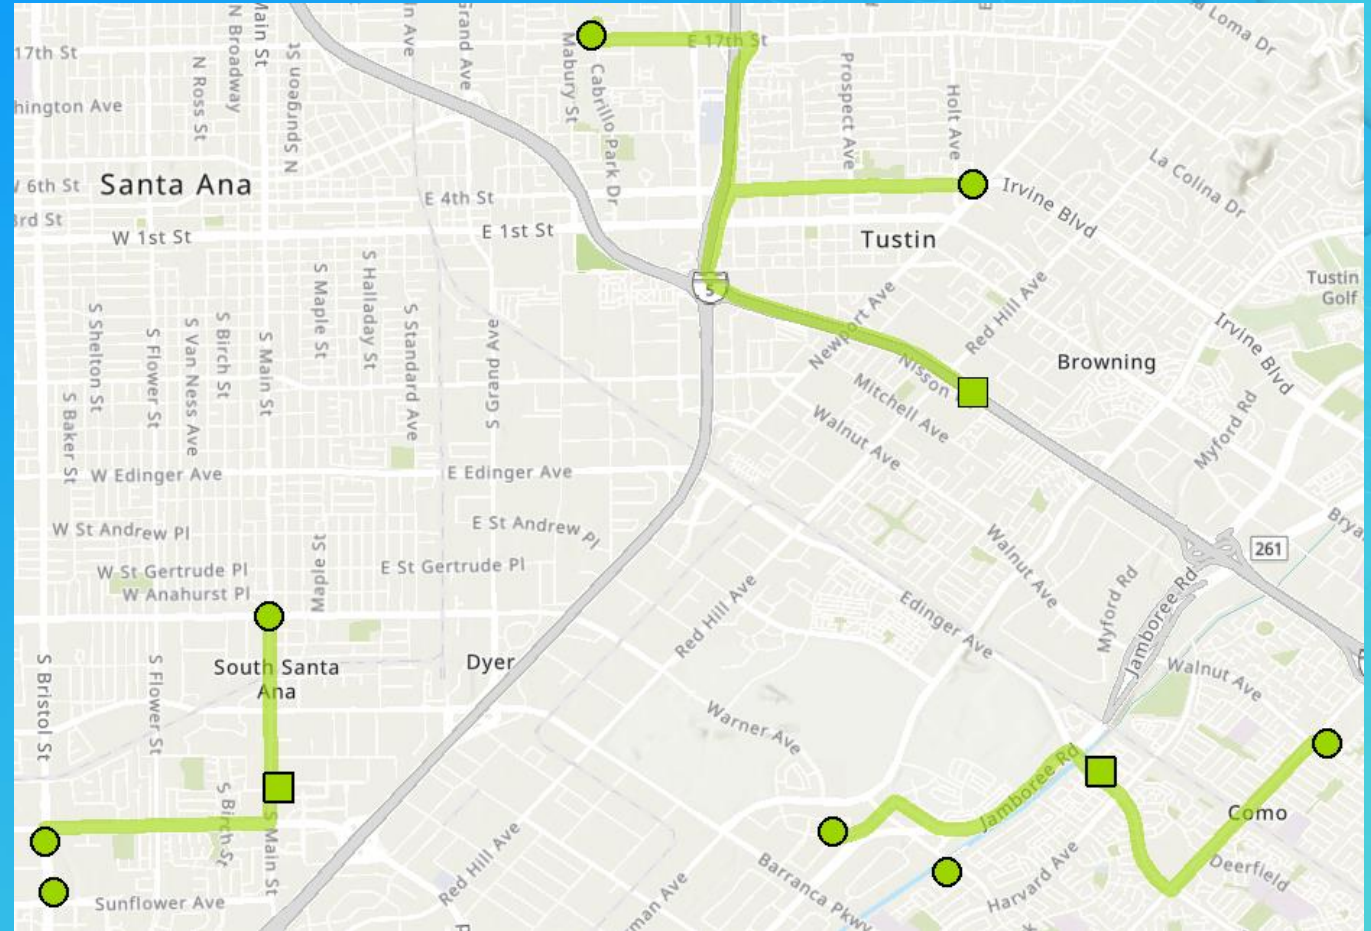 17th St
N Broadway
Main St
N Ross St
N Spurgeon St
Grand Ave
Mabury St
Cabrillo Park Dr
E 17th St
Prospect Ave
Holt Ave
Loma Dr
La Colina Dr
Santa Ana
W 1st St
E 4th St
E 1st St
Irvine Blvd
Tustin
Tustin
Golf
5
Newport Ave
Red Hill Ave
Irvine Blvd
Browning
Nisson
Mitchell Ave
Walnut Ave
Myford Rd
S Shelton St
S Flower St
S Van Ness Ave
S Birch St
S Main St
S Maple St
S Halladay St
S Standard Ave
S Grand Ave
S Baker St
W Edinger Ave
E Edinger Ave
W St Andrew Pl
E St Andrew Pl
W St Gertrude Pl
W Anahurst Pl
Maple St
E St Gertrude Pl
Walnut Ave
261
Myford Rd
Jamboree Rd
Red Hill Ave
Edinger Ave
Walnut Ave
South Santa
Ana
Dyer
S Bristol St
S Flower St
Warner Ave
Jamboree Rd
Como
S Birch St
S Main St
Red Hill Ave
Barranca Pkwy
Harvard Ave
Deerfield
Sunflower Ave